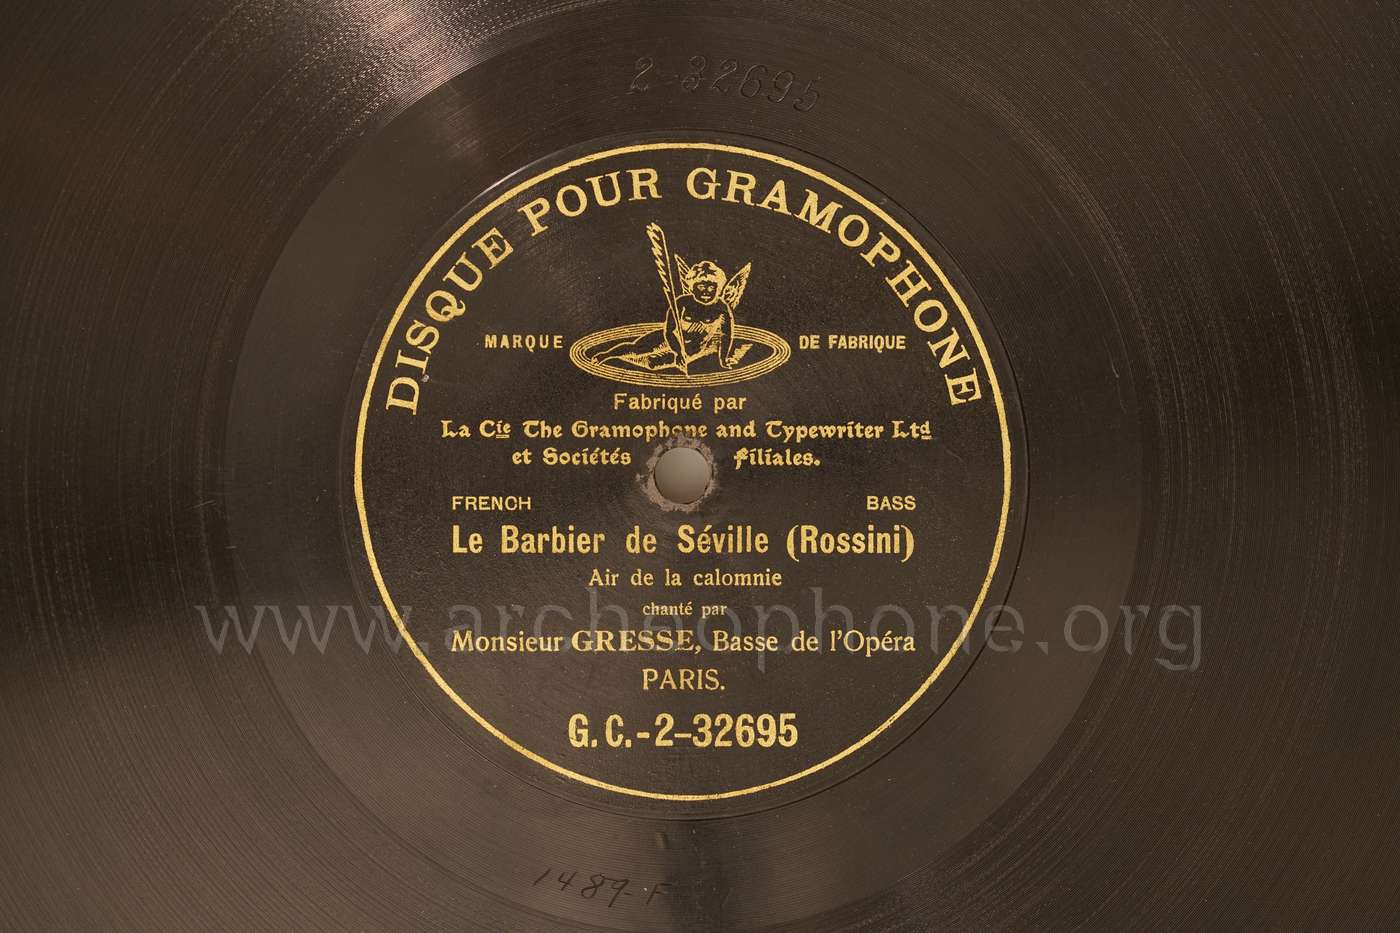 2-32695
DISQUE POUR GRAMOPHONE
MARQUE DE FABRIQUE
Fabriqué par
La Cie The Gramophone and Typewriter Ltd
et Sociétés filiales.
FRENCH BASS
Le Barbier de Séville (Rossini)
Air de la calomnie
chanté par
www.archeophone.org
Monsieur GRESSE, Basse de l'Opéra
PARIS.
G.C.-2-32695
1489-F